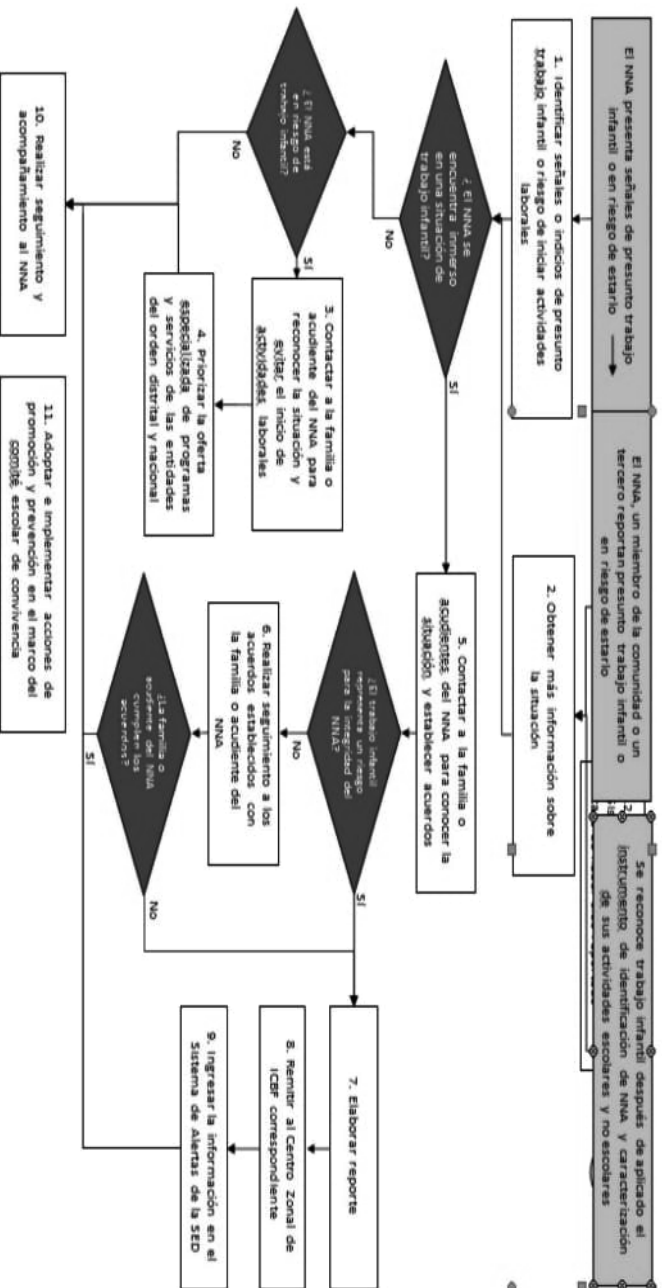 El NNA presenta señales de presunto trabajo
infantil o en riesgo de estarlo
El NNA, un miembro de la comunidad o un
tercero reportan presunto trabajo infantil o
en riesgo de estarlo
Se reconoce trabajo infantil después de aplicado el
instrumento de identificación de NNA y caracterización
de sus actividades escolares y no escolares
1. Identificar señales o indicios de presunto
trabajo infantil o riesgo de iniciar actividades
laborales
2. Obtener más información sobre
la situación
¿ El NNA se
encuentra inmerso
en una situación de
trabajo infantil?
Sí
No
¿ El NNA está
en riesgo de
trabajo infantil?
Sí
No
3. Contactar a la familia o
acudiente del NNA para
reconocer la situación y
evitar el inicio de
actividades laborales
4. Priorizar la oferta
especializada de programas
y servicios de las entidades
del orden distrital y nacional
5. Contactar a la familia o
acudientes del NNA para conocer la
situación y establecer acuerdos
¿El trabajo infantil
representa un riesgo
para la integridad del
NNA?
Sí
No
6. Realizar seguimiento a los
acuerdos establecidos con
la familia o acudiente del
NNA
¿La familia o
acudiente del NNA
cumplen los
acuerdos?
No
Sí
7. Elaborar reporte
8. Remitir al Centro Zonal de
ICBF correspondiente
9. Ingresar la información en el
Sistema de Alertas de la SED
10. Realizar seguimiento y
acompañamiento al NNA
11. Adoptar e implementar acciones de
promoción y prevención en el marco del
comité escolar de convivencia